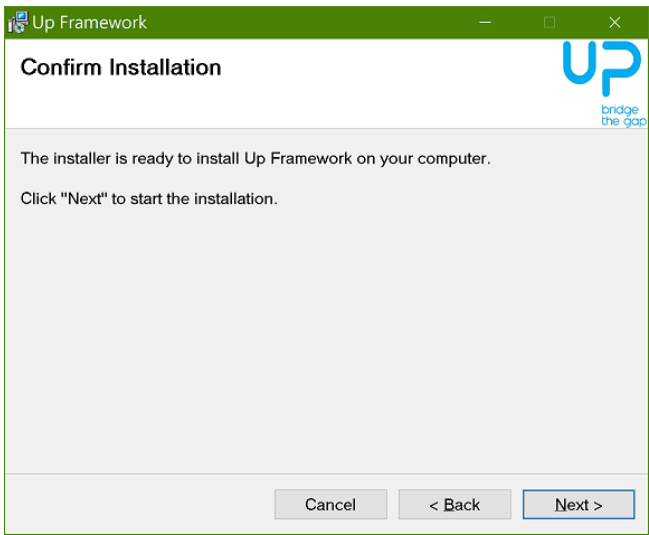 Up Framework
Confirm Installation
UP
bridge
the gap
The installer is ready to install Up Framework on your computer.
Click "Next" to start the installation.
Cancel
< Back
Next >